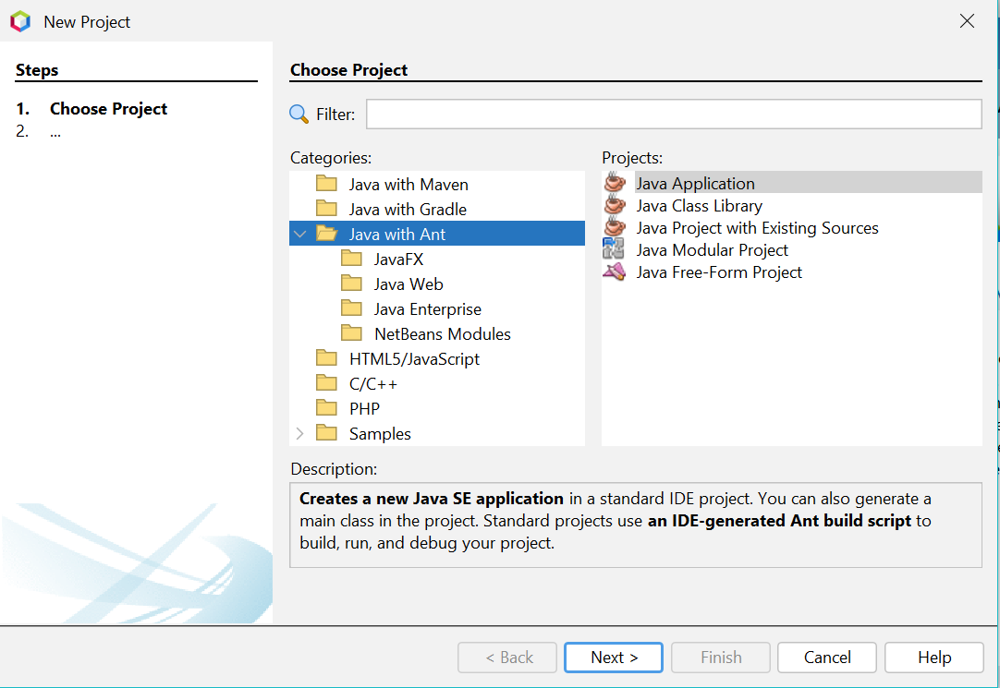 New Project
Steps
1. Choose Project
2. ...
Choose Project
Filter:
Categories:
Java with Maven
Java with Gradle
Java with Ant
JavaFX
Java Web
Java Enterprise
NetBeans Modules
HTML5/JavaScript
C/C++
PHP
Samples
Projects:
Java Application
Java Class Library
Java Project with Existing Sources
Java Modular Project
Java Free-Form Project
Description:
Creates a new Java SE application in a standard IDE project. You can also generate a
main class in the project. Standard projects use an IDE-generated Ant build script to
build, run, and debug your project.
< Back
Next >
Finish
Cancel
Help